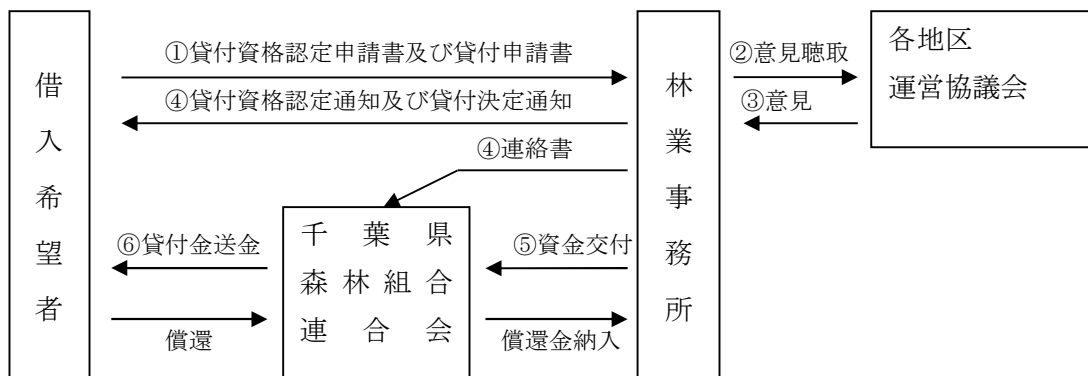 借入希望者
①貸付資格認定申請書及び貸付申請書
④貸付資格認定通知及び貸付決定通知
④連絡書
林業事務所
②意見聴取
③意見
各地区
運営協議会
⑥貸付金送金
償還
千葉県
森林組合
連合会
⑤資金交付
償還金納入